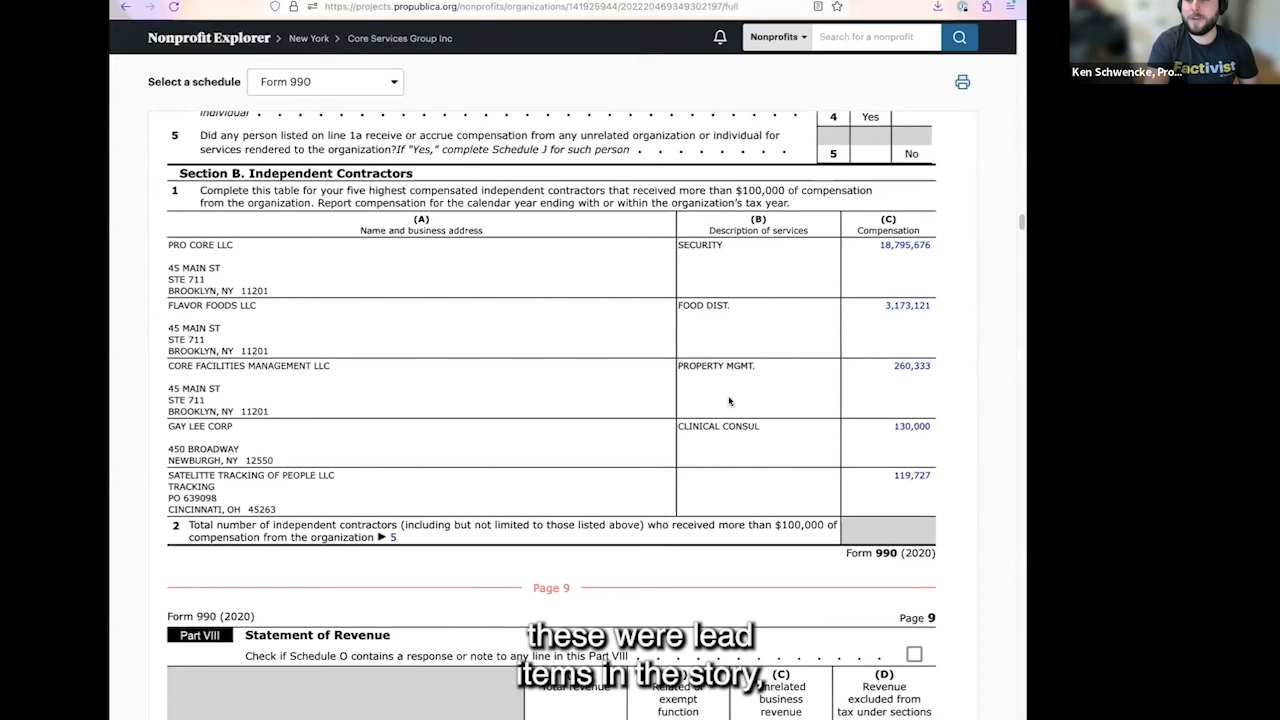 https://projects.propublica.org/nonprofits/organizations/141925944/202220469349302197/full
Nonprofit Explorer > New York > Core Services Group Inc
Nonprofits
Search for a nonprofit
Ken Schwencke, Pro...
Factivist
Select a schedule
Form 990
individual . . . . . . . . . . . . . . . . . . . . . . . .
4 Yes
5 Did any person listed on line 1a receive or accrue compensation from any unrelated organization or individual for
services rendered to the organization?If "Yes," complete Schedule J for such person . . . . . . . .
5 No
Section B. Independent Contractors
1 Complete this table for your five highest compensated independent contractors that received more than $100,000 of compensation
from the organization. Report compensation for the calendar year ending with or within the organization's tax year.
(A) (B) (C)
Name and business address Description of services Compensation
PRO CORE LLC SECURITY 18,795,676
45 MAIN ST
STE 711
BROOKLYN, NY 11201
FLAVOR FOODS LLC FOOD DIST. 3,173,121
45 MAIN ST
STE 711
BROOKLYN, NY 11201
CORE FACILITIES MANAGEMENT LLC PROPERTY MGMT. 260,333
45 MAIN ST
STE 711
BROOKLYN, NY 11201
GAY LEE CORP CLINICAL CONSUL 130,000
450 BROADWAY
NEWBURGH, NY 12550
SATELITTE TRACKING OF PEOPLE LLC 119,727
TRACKING
PO 639098
CINCINNATI, OH 45263
2 Total number of independent contractors (including but not limited to those listed above) who received more than $100,000 of
compensation from the organization ▶ 5
Form 990 (2020)
Page 9
Form 990 (2020) Page 9
Part VIII Statement of Revenue
Check if Schedule O contains a response or note to any line in this Part VIII . . . . . . . .
these were lead
items in the story,
(C) (D)
Total revenue Related or Unrelated Revenue
exempt business excluded from
function revenue tax under sections